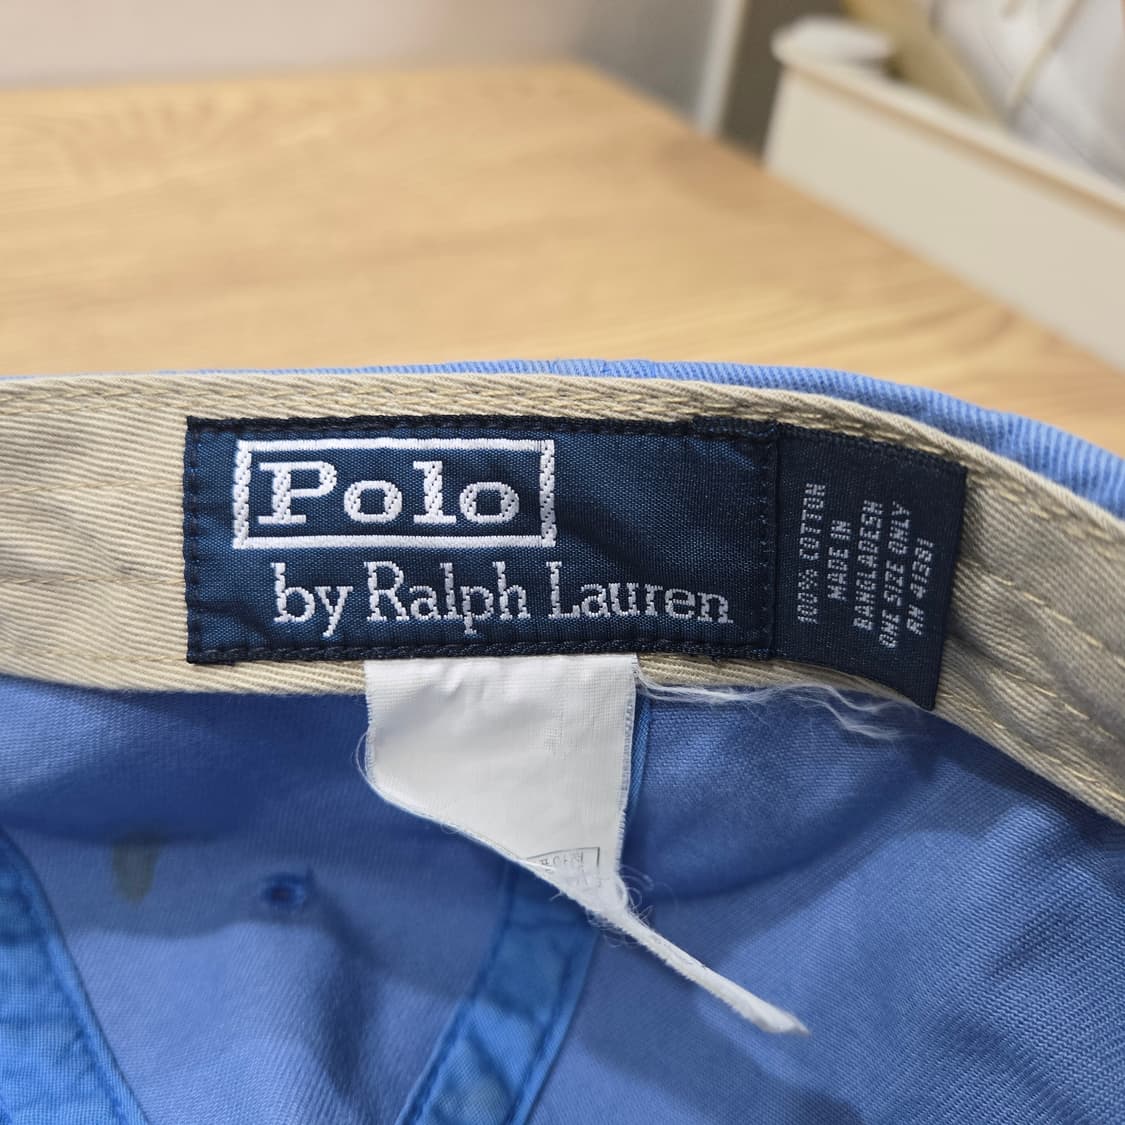 Polo
by Ralph Lauren
100% COTTON
MADE IN
BANGLADESH
ONE SIZE ONLY
RN 41381